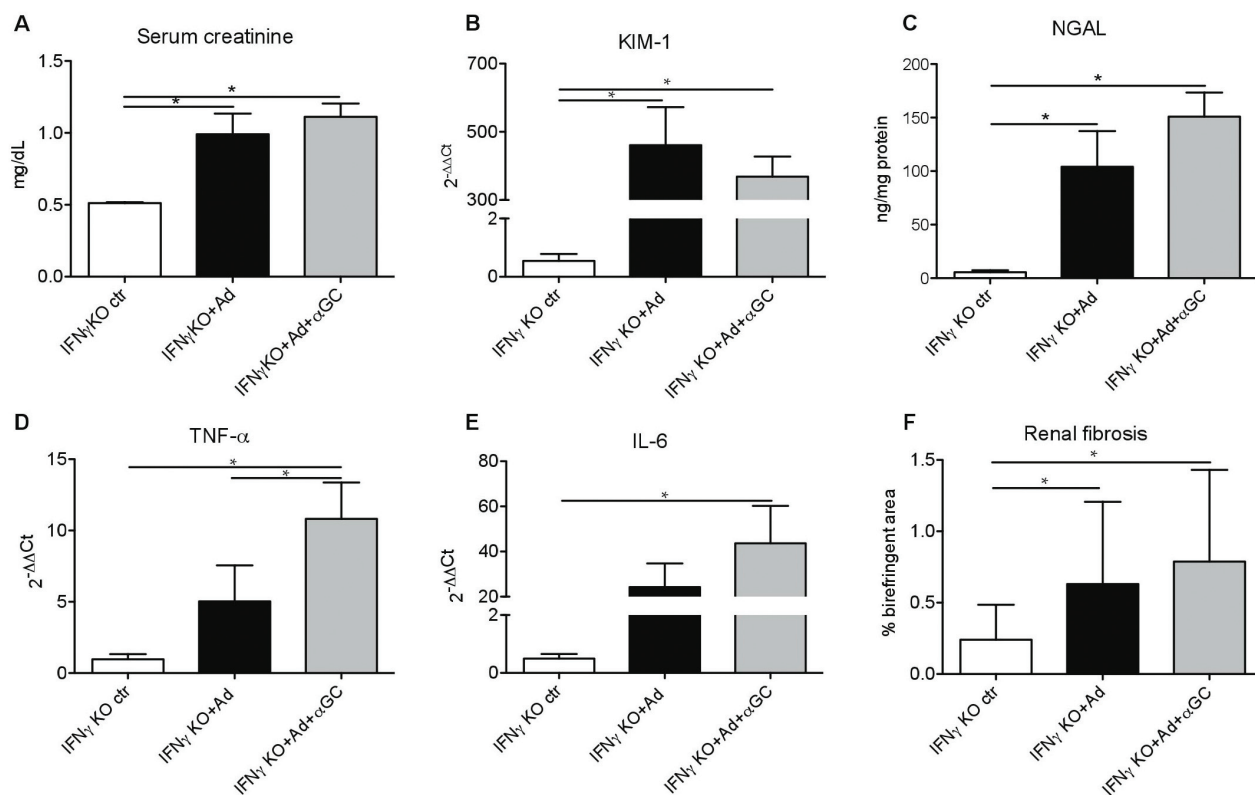 A
Serum creatinine
mg/dL
1.5
1.0
0.5
0.0
*
*
IFNγKO ctr
IFNγKO+Ad
IFNγKO+Ad+αGC
B
KIM-1
2-ΔΔCt
700
500
300
2
0
*
*
IFNγ KO ctr
IFNγ KO+Ad
IFNγ KO+Ad+αGC
C
NGAL
ng/mg protein
200
150
100
50
0
*
*
IFNγ KO ctr
IFNγ KO+Ad
IFNγ KO+Ad+αGC
D
TNF-α
2-ΔΔCt
15
10
5
0
*
*
IFNγ KO ctr
IFNγ KO+Ad
IFNγ KO+Ad+αGC
E
IL-6
2-ΔΔCt
80
60
40
20
2
0
*
IFNγ KO ctr
IFNγ KO+Ad
IFNγ KO+Ad+αGC
F
Renal fibrosis
% birefringent area
1.5
1.0
0.5
0.0
*
*
IFNγ KO ctr
IFNγ KO+Ad
IFNγ KO+Ad+αGC